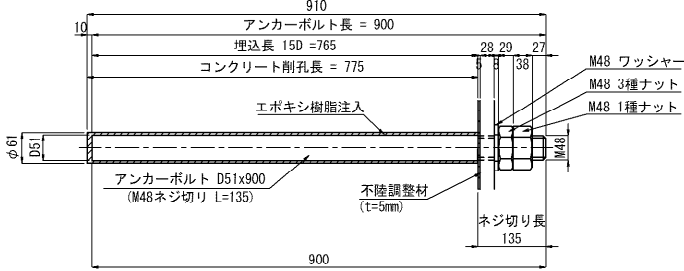 910
10
アンカーボルト長 = 900
埋込長 15D =765
5
28
8
29
38
27
コンクリート削孔長 = 775
M48 ワッシャー
M48 3種ナット
M48 1種ナット
エポキシ樹脂注入
φ61
D51
M48
アンカーボルト D51x900
(M48ネジ切り L=135)
不陸調整材
(t=5mm)
ネジ切り長
135
900